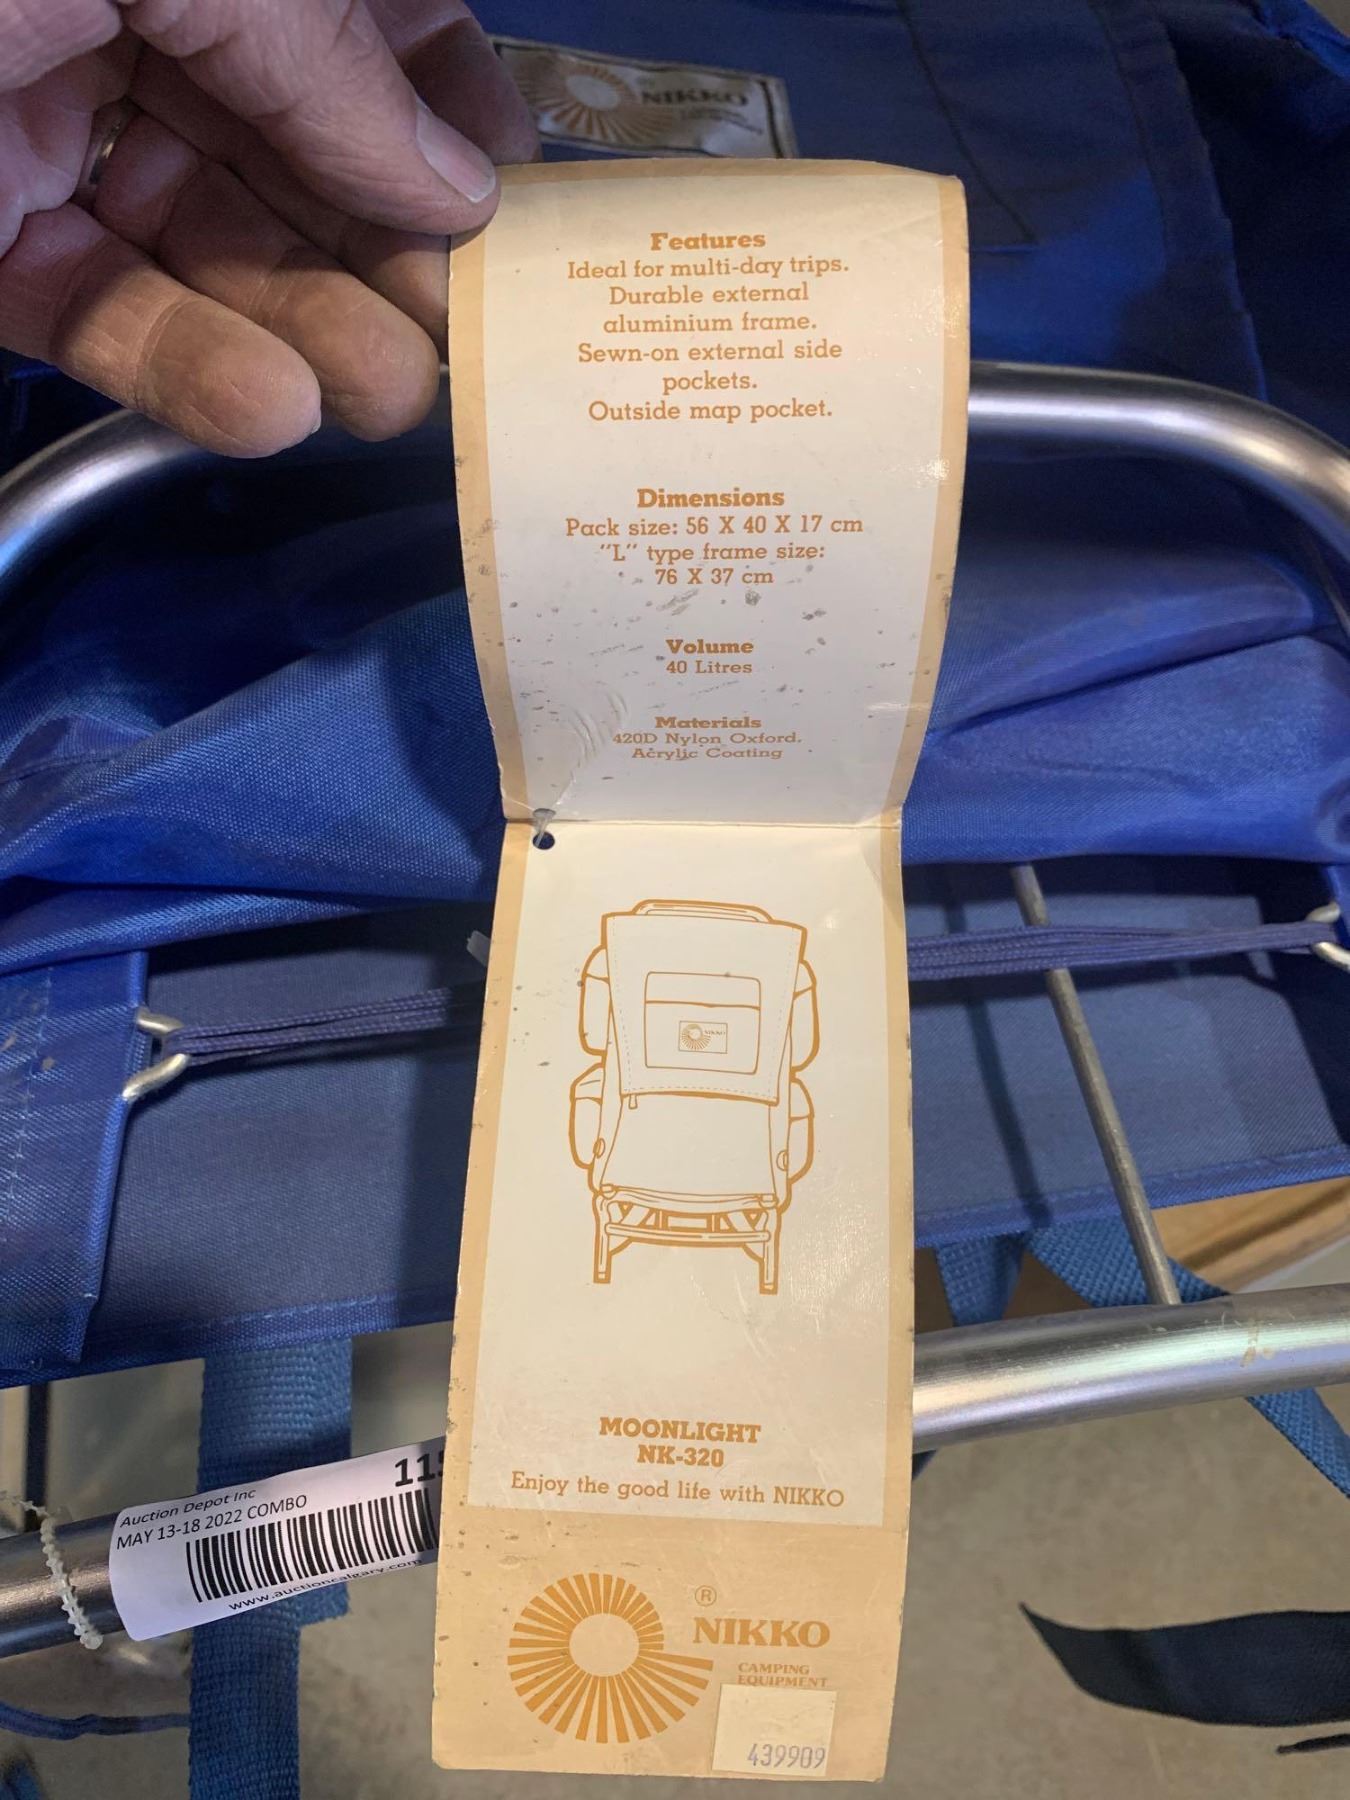 NIKKO
Features
Ideal for multi-day trips.
Durable external
aluminium frame.
Sewn-on external side
pockets.
Outside map pocket.
Dimensions
Pack size: 56 X 40 X 17 cm
"L" type frame size:
76 X 37 cm
Volume
40 Litres
Materials
420D Nylon Oxford.
Acrylic Coating
NIKKO
MOONLIGHT
NK-320
Enjoy the good life with NIKKO
Auction Depot Inc
MAY 13-18 2022 COMBO
www.auctioncalgary.com
® NIKKO
CAMPING
EQUIPMENT
439909